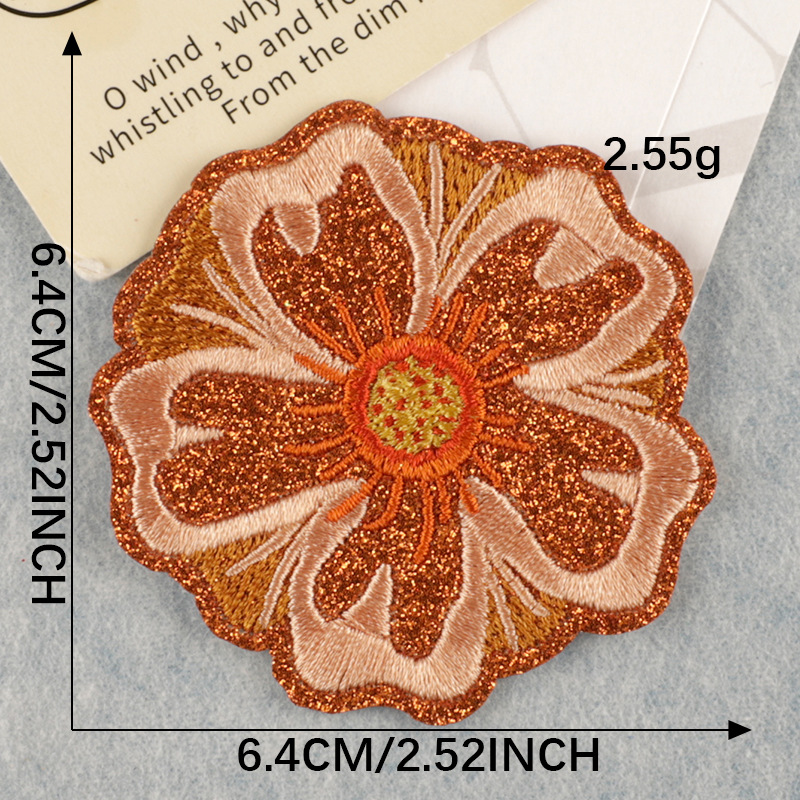 O wind , why
whistling to and fro
From the dim
2.55g
6.4CM/2.52INCH
6.4CM/2.52INCH